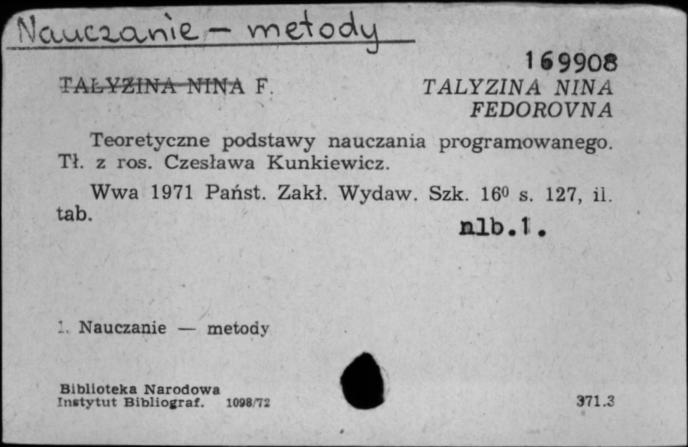 Nauczanie – metody
169908
TALYZINA NINA F. TALYZINA NINA
FEDOROVNA
Teoretyczne podstawy nauczania programowanego.
Tł. z ros. Czesława Kunkiewicz.
Wwa 1971 Państ. Zakł. Wydaw. Szk. 16⁰ s. 127, il.
tab.
nlb.1.
1. Nauczanie — metody
Biblioteka Narodowa
Instytut Bibliograf. 1098/72 371.3